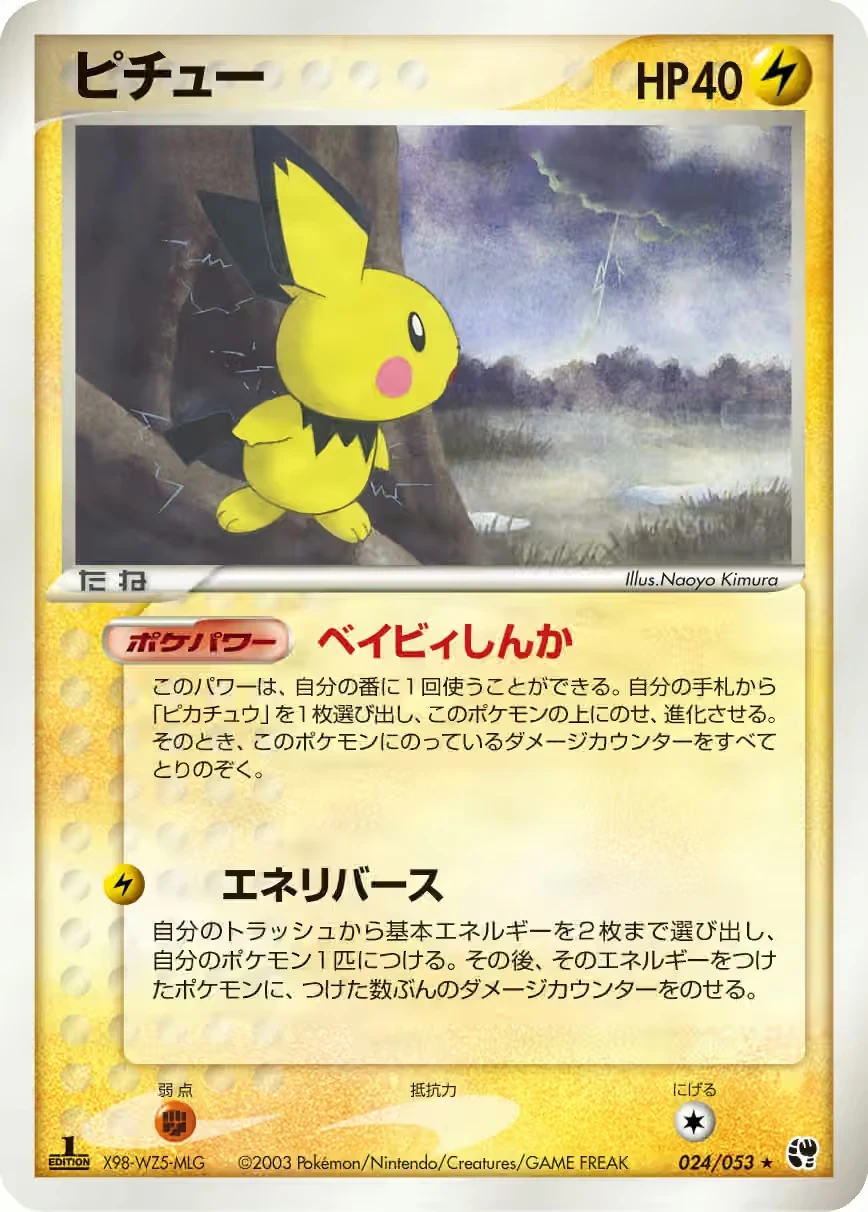 ピチュー
HP40
たね
Illus.Naoyo Kimura
ポケパワー ベイビィしんか
このパワーは、自分の番に1回使うことができる。自分の手札から
「ピカチュウ」を1枚選び出し、このポケモンの上にのせ、進化させる。
そのとき、このポケモンにのっているダメージカウンターをすべて
とりのぞく。
エネリバース
自分のトラッシュから基本エネルギーを2枚まで選び出し、
自分のポケモン1匹につける。その後、そのエネルギーをつけ
たポケモンに、つけた数ぶんのダメージカウンターをのせる。
弱点 抵抗力 にげる
1 EDITION X98-WZ5-MLG ©2003 Pokémon/Nintendo/Creatures/GAME FREAK 024/053 ★